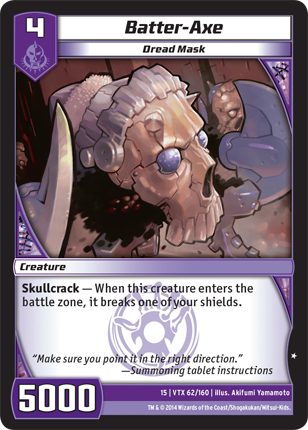 4
Batter-Axe
Dread Mask
Creature
Skullcrack — When this creature enters the
battle zone, it breaks one of your shields.
"Make sure you point it in the right direction."
—Summoning tablet instructions
5000
15 | VTX 62/160 | Illus. Akifumi Yamamoto
TM & © 2014 Wizards of the Coast/Shogakukan/Mitsui-Kids.